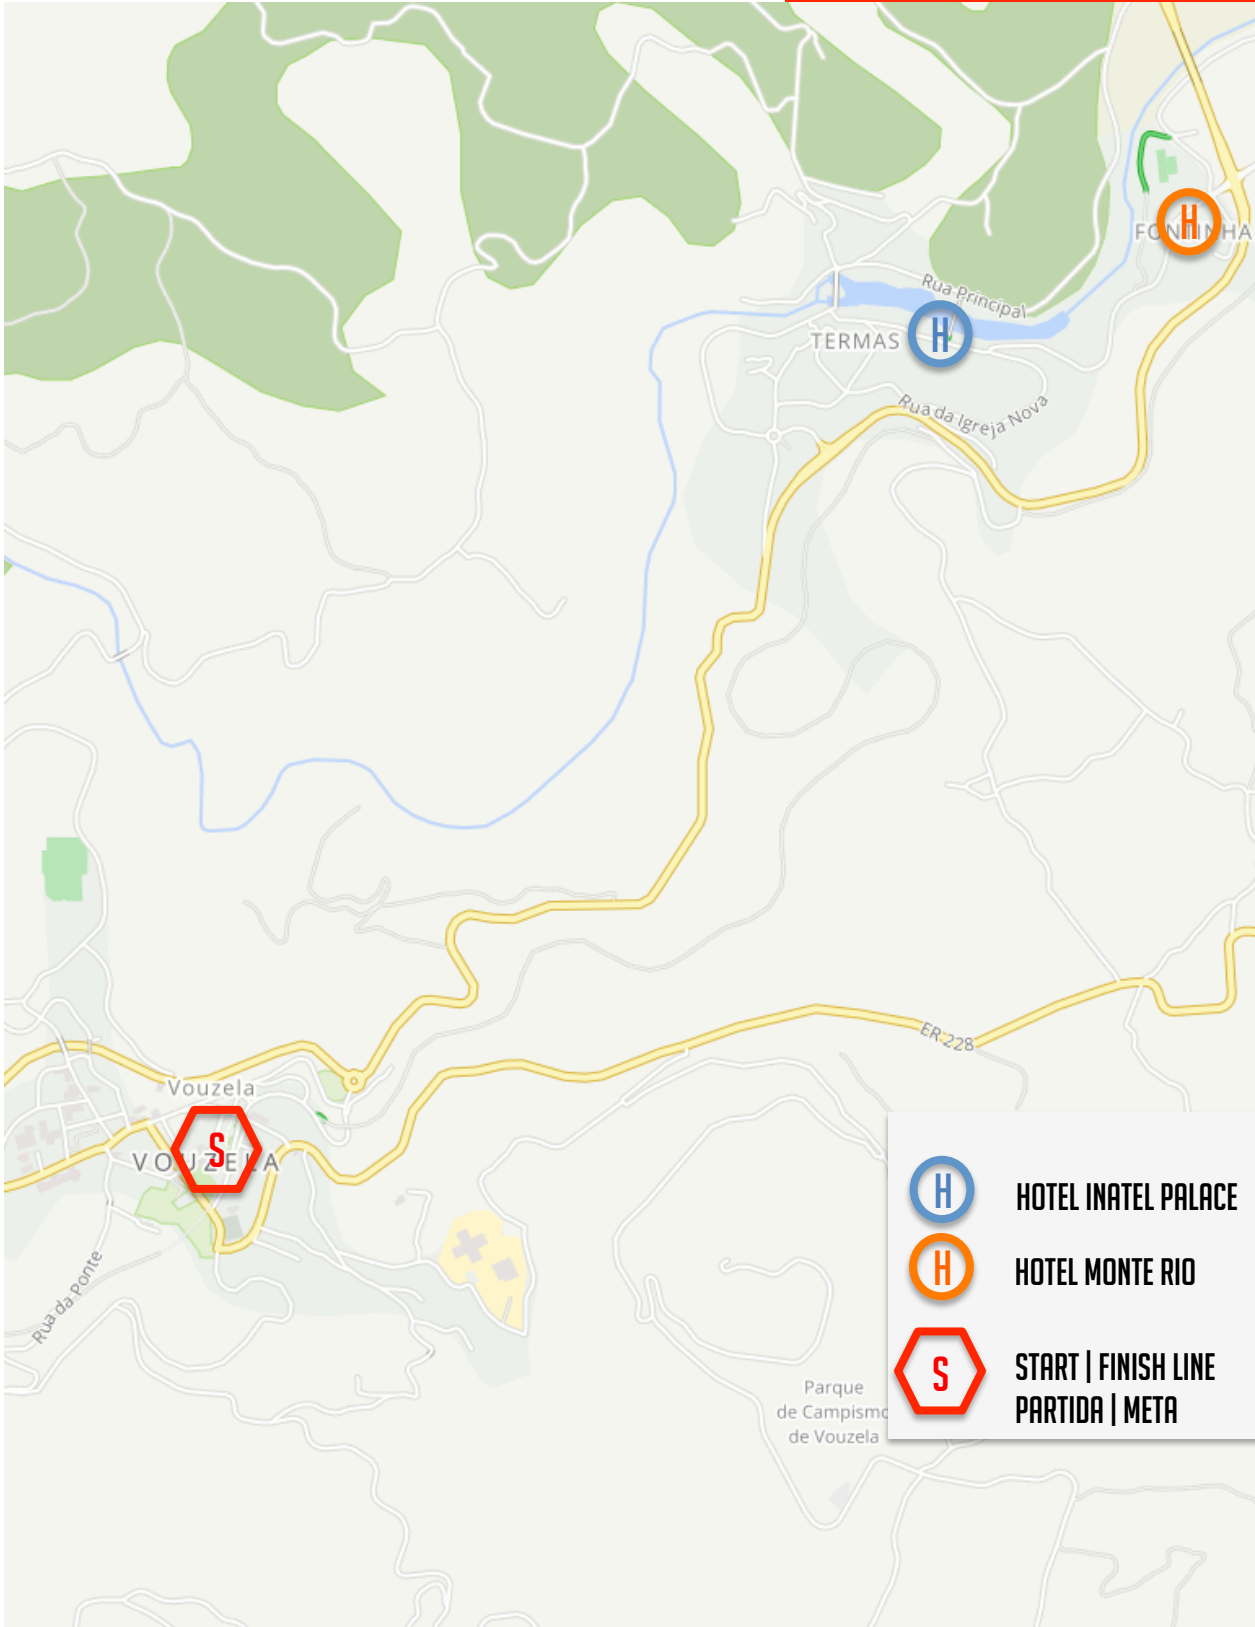 FONTINHA
H
Rua Principal
TERMAS
H
Rua da Igreja Nova
ER 228
Vouzela
S
VOUZELA
Rua da Ponte
H HOTEL INATEL PALACE
H HOTEL MONTE RIO
S START | FINISH LINE
PARTIDA | META
Parque
de Campismo
de Vouzela